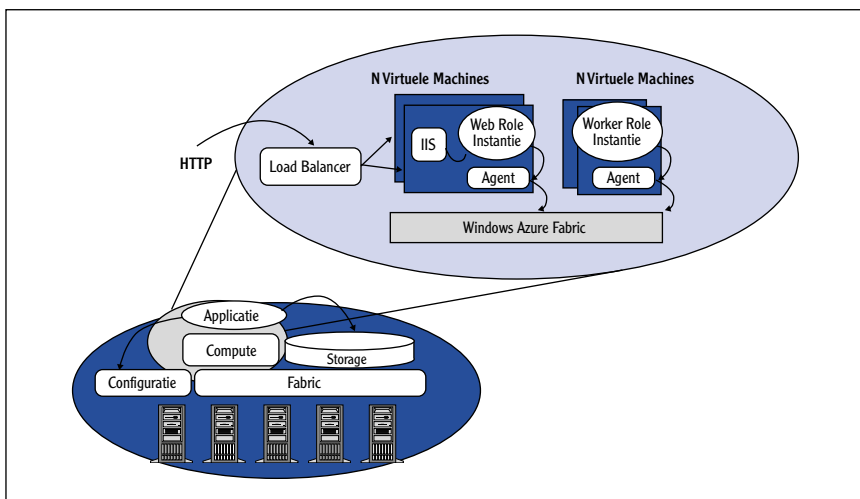 N Virtuele Machines
N Virtuele Machines
HTTP
Load Balancer
IIS
Web Role
Instantie
Agent
Worker Role
Instantie
Agent
Windows Azure Fabric
Applicatie
Compute
Storage
Configuratie
Fabric